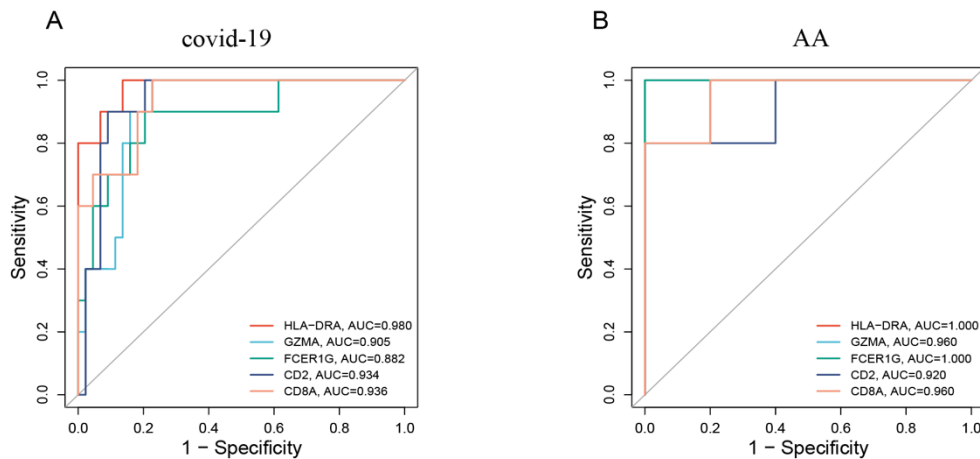 A
covid-19
Sensitivity
1.0
0.8
0.6
0.4
0.2
0.0
HLA−DRA, AUC=0.980
GZMA, AUC=0.905
FCER1G, AUC=0.882
CD2, AUC=0.934
CD8A, AUC=0.936
0.0 0.2 0.4 0.6 0.8 1.0
1 − Specificity
B
AA
Sensitivity
1.0
0.8
0.6
0.4
0.2
0.0
HLA−DRA, AUC=1.000
GZMA, AUC=0.960
FCER1G, AUC=1.000
CD2, AUC=0.920
CD8A, AUC=0.960
0.0 0.2 0.4 0.6 0.8 1.0
1 − Specificity